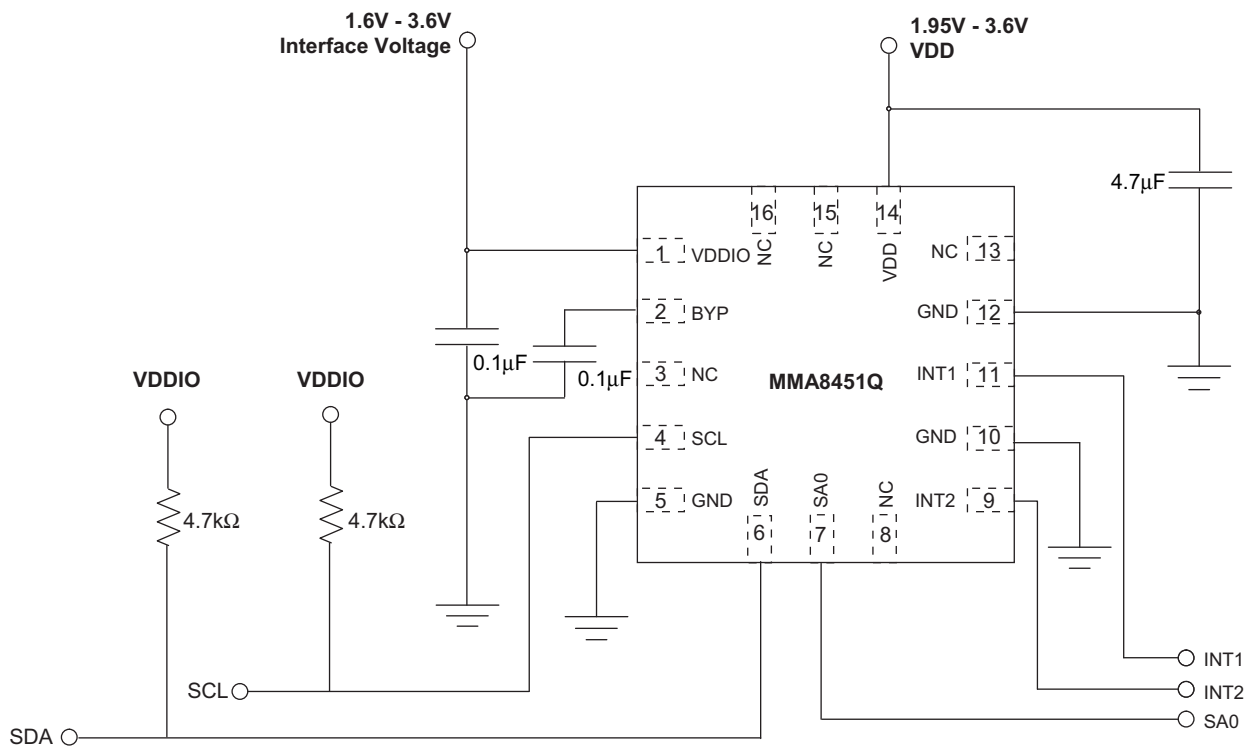 1.6V - 3.6V
Interface Voltage
1.95V - 3.6V
VDD
4.7μF
16
NC
15
NC
14
VDD
1
VDDIO
NC
13
2
BYP
GND
12
0.1μF
0.1μF
3
NC
MMA8451Q
INT1
11
VDDIO
VDDIO
4
SCL
GND
10
5
GND
SDA
6
SA0
7
NC
8
INT2
9
4.7kΩ
4.7kΩ
INT1
INT2
SA0
SCL
SDA